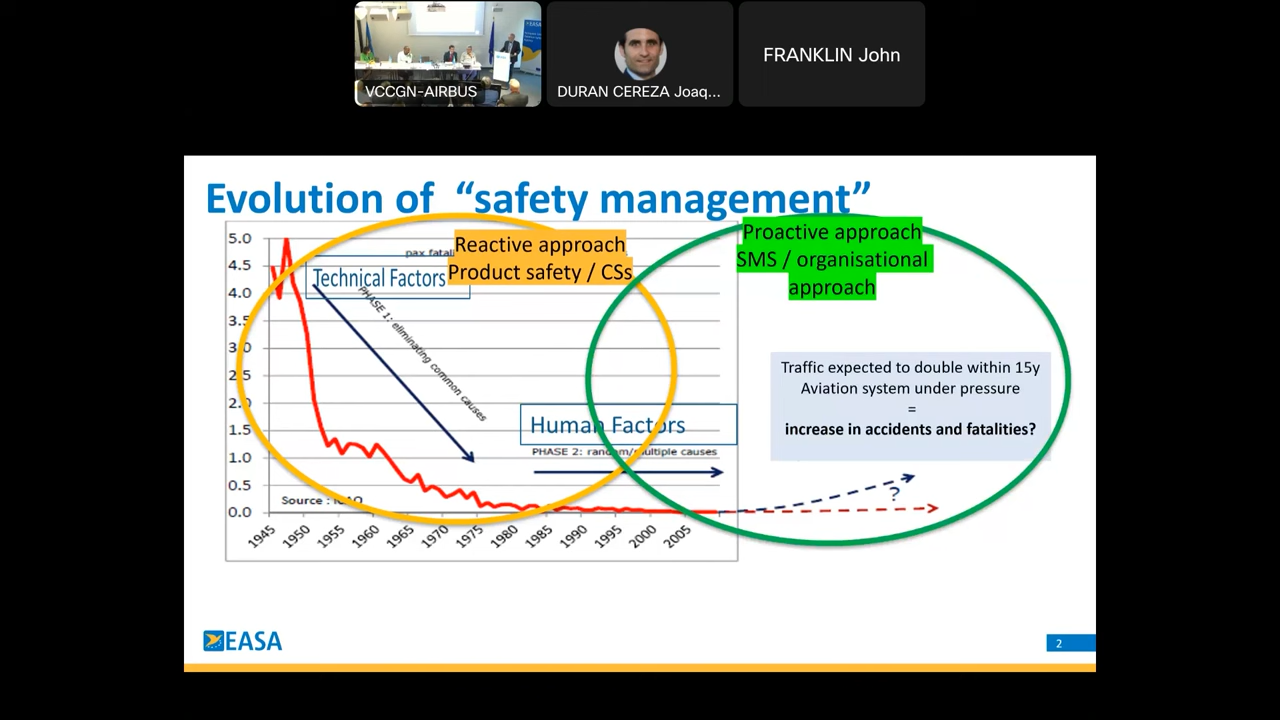 EASA
VCCGN-AIRBUS
DURAN CEREZA Joaq...
FRANKLIN John
Evolution of “safety management”
Reactive approach
Product safety / CSs
Proactive approach
SMS / organisational
approach
pax fatali
Technical Factors
PHASE 1: eliminating common causes
Human Factors
PHASE 2: random/multiple causes
Traffic expected to double within 15y
Aviation system under pressure
=
increase in accidents and fatalities?
?
5.0
4.5
4.0
3.5
3.0
2.5
2.0
1.5
1.0
0.5
0.0
Source : ICAO
1945
1950
1955
1960
1965
1970
1975
1980
1985
1990
1995
2000
2005
EASA
2